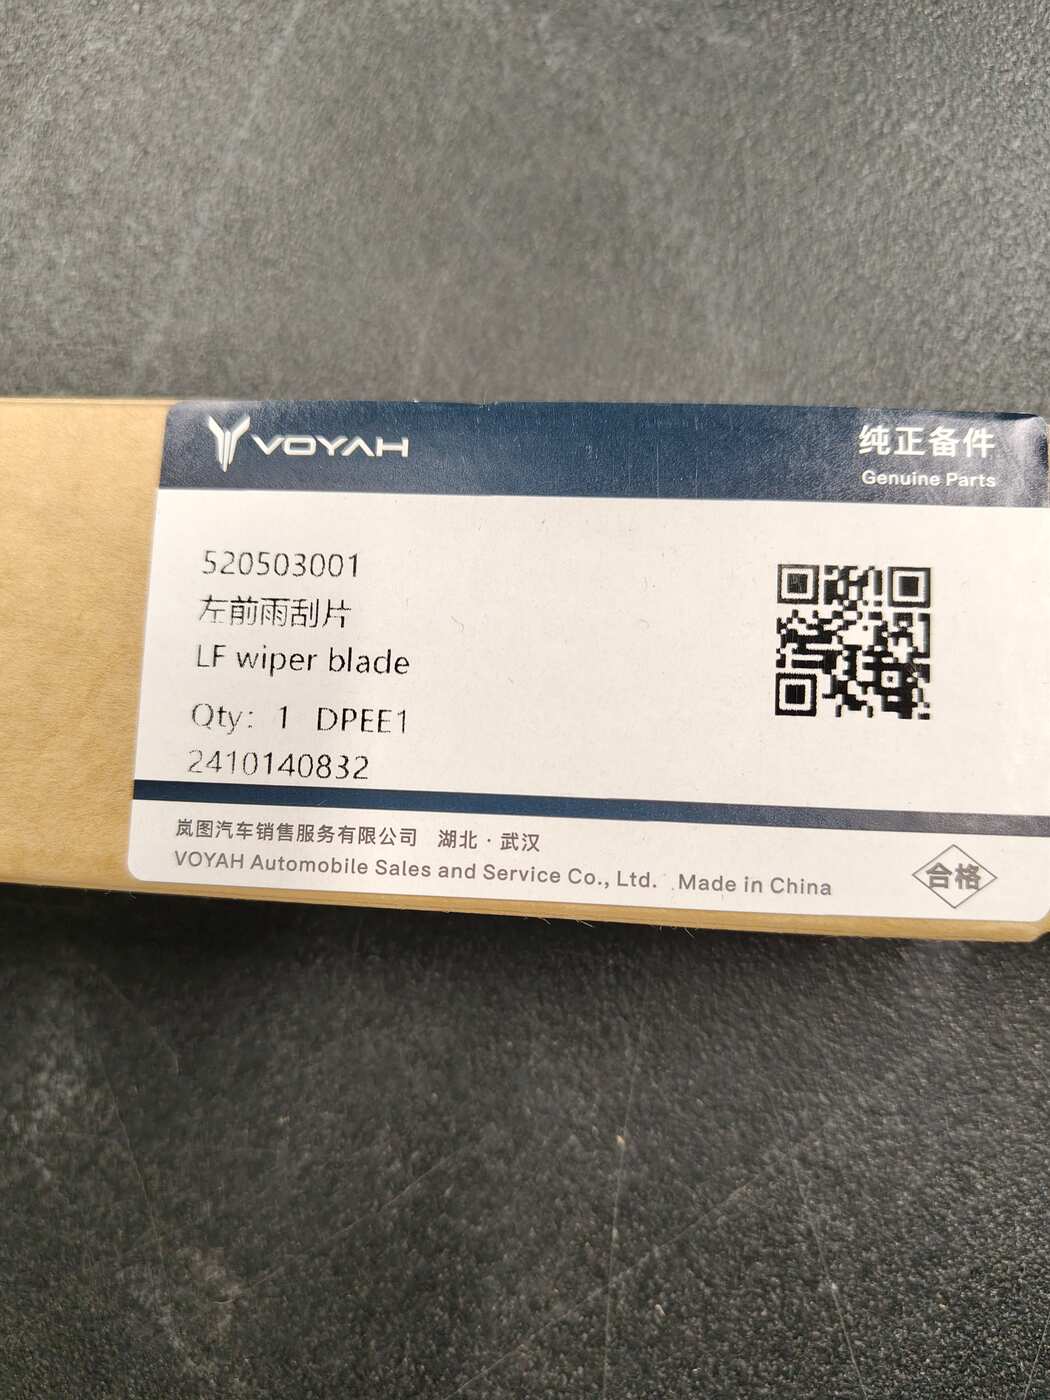 VOYAH
纯正备件
Genuine Parts
520503001
左前雨刮片
LF wiper blade
Qty: 1 DPEE1
2410140832
岚图汽车销售服务有限公司 湖北·武汉
VOYAH Automobile Sales and Service Co., Ltd. Made in China
合格